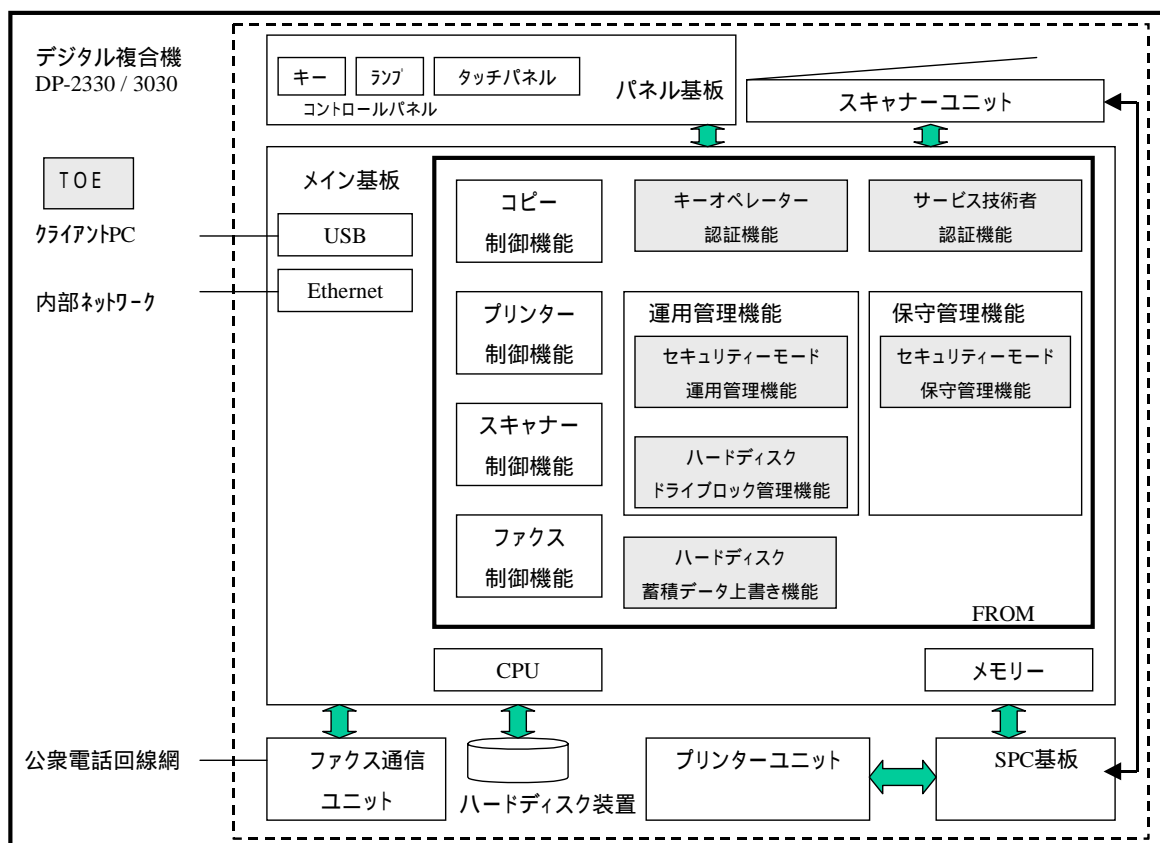 デジタル複合機
DP-2330 / 3030
TOE
クライアントPC
内部ネットワーク
公衆電話回線網
キー
ランプ
タッチパネル
コントロールパネル
パネル基板
スキャナーユニット
メイン基板
USB
Ethernet
コピー
制御機能
プリンター
制御機能
スキャナー
制御機能
ファクス
制御機能
キーオペレーター
認証機能
サービス技術者
認証機能
運用管理機能
セキュリティーモード
運用管理機能
ハードディスク
ドライブロック管理機能
保守管理機能
セキュリティーモード
保守管理機能
ハードディスク
蓄積データ上書き機能
FROM
CPU
メモリー
ファクス通信
ユニット
ハードディスク装置
プリンターユニット
SPC基板